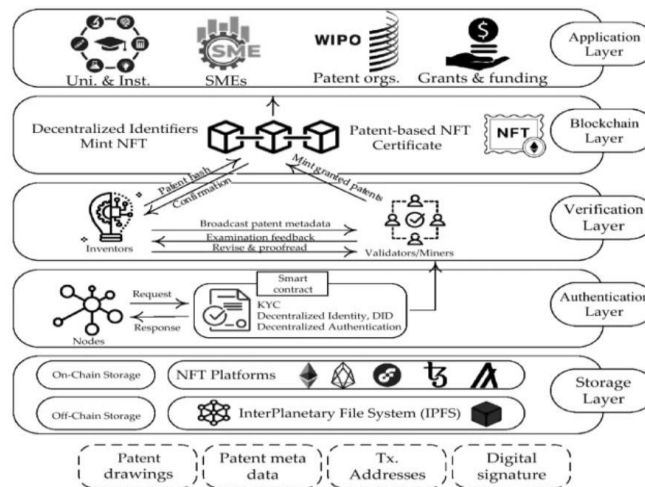 WIPO
SME
Uni. & Inst.
SMEs
Patent orgs.
Grants & funding
Application
Layer
Decentralized Identifiers
Mint NFT
Patent-based NFT
Certificate
NFT
Blockchain
Layer
Patent hash
Confirmation
Mint granted patents
Broadcast patent metadata
Examination feedback
Revise & proofread
Inventors
Validators/Miners
Verification
Layer
Smart
contract
Request
Response
Nodes
KYC
Decentralized Identity, DID
Decentralized Authentication
Authentication
Layer
On-Chain Storage
NFT Platforms
Off-Chain Storage
InterPlanetary File System (IPFS)
Storage
Layer
Patent
drawings
Patent meta
data
Tx.
Addresses
Digital
signature